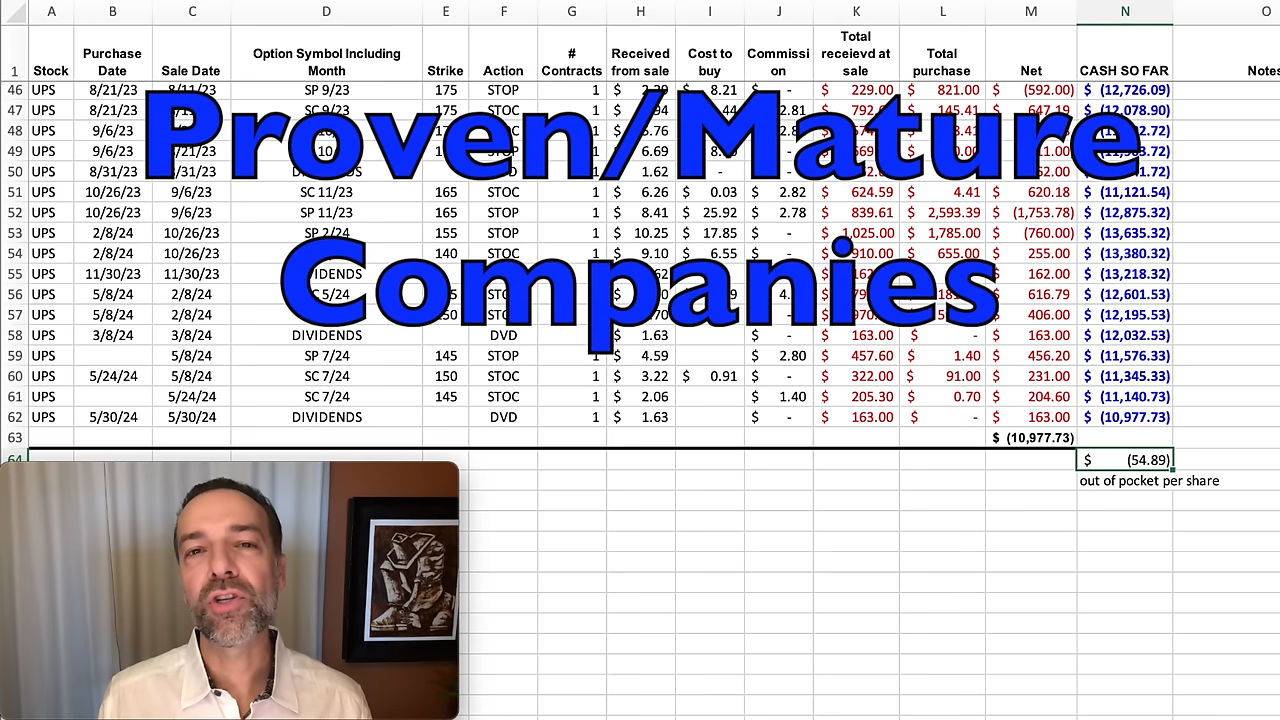 A B C D E F G H I J K L M N O
1 Stock Purchase Date Sale Date Option Symbol Including Month Strike Action # Contracts Received from sale Cost to buy Commissi on Total receievd at sale Total purchase Net CASH SO FAR Notes
46 UPS 8/21/23 8/11/23 SP 9/23 175 STOP 1 $ $ 8.21 $ - $ 229.00 $ 821.00 $ (592.00) $ (12,726.09)
47 UPS SC 9/23 175 STOC 1 $ $ 2.81 $ $ 145.41 $ 647.19 $ (12,078.90)
Proven/Mature
48 UPS 9/6/23 1 $ $ $ $
49 UPS 9/6/23 1 $ 6.69 $ $ $
50 UPS 8/31/23 1 $ 1.62 $ - $ $ $
51 UPS 10/26/23 9/6/23 SC 11/23 165 STOC 1 $ 6.26 $ 0.03 $ 2.82 $ 624.59 $ 4.41 $ 620.18 $ (11,121.54)
52 UPS 10/26/23 9/6/23 SP 11/23 165 STOP 1 $ 8.41 $ 25.92 $ 2.78 $ 839.61 $ 2,593.39 $ (1,753.78) $ (12,875.32)
53 UPS 2/8/24 10/26/23 SP 2/24 155 STOP 1 $ 10.25 $ 17.85 $ - $ 1,025.00 $ 1,785.00 $ (760.00) $ (13,635.32)
54 UPS 2/8/24 10/26/23 140 STOC 1 $ 9.10 $ 6.55 $ - $ 910.00 $ 655.00 $ 255.00 $ (13,380.32)
Companies
55 UPS 11/30/23 11/30/23 $ 162.00 $ (13,218.32)
56 UPS 5/8/24 2/8/24 $ 616.79 $ (12,601.53)
57 UPS 5/8/24 2/8/24 $ 406.00 $ (12,195.53)
58 UPS 3/8/24 3/8/24 DIVIDENDS DVD $ 1.63 $ - $ 163.00 $ - $ 163.00 $ (12,032.53)
59 UPS 5/8/24 SP 7/24 145 STOP 1 $ 4.59 $ 2.80 $ 457.60 $ 1.40 $ 456.20 $ (11,576.33)
60 UPS 5/24/24 5/8/24 SC 7/24 150 STOC 1 $ 3.22 $ 0.91 $ - $ 322.00 $ 91.00 $ 231.00 $ (11,345.33)
61 UPS 5/24/24 SC 7/24 145 STOC 1 $ 2.06 $ 1.40 $ 205.30 $ 0.70 $ 204.60 $ (11,140.73)
62 UPS 5/30/24 5/30/24 DIVIDENDS DVD 1 $ 1.63 $ - $ 163.00 $ - $ 163.00 $ (10,977.73)
63 $ (10,977.73)
64 $ (54.89)
out of pocket per share